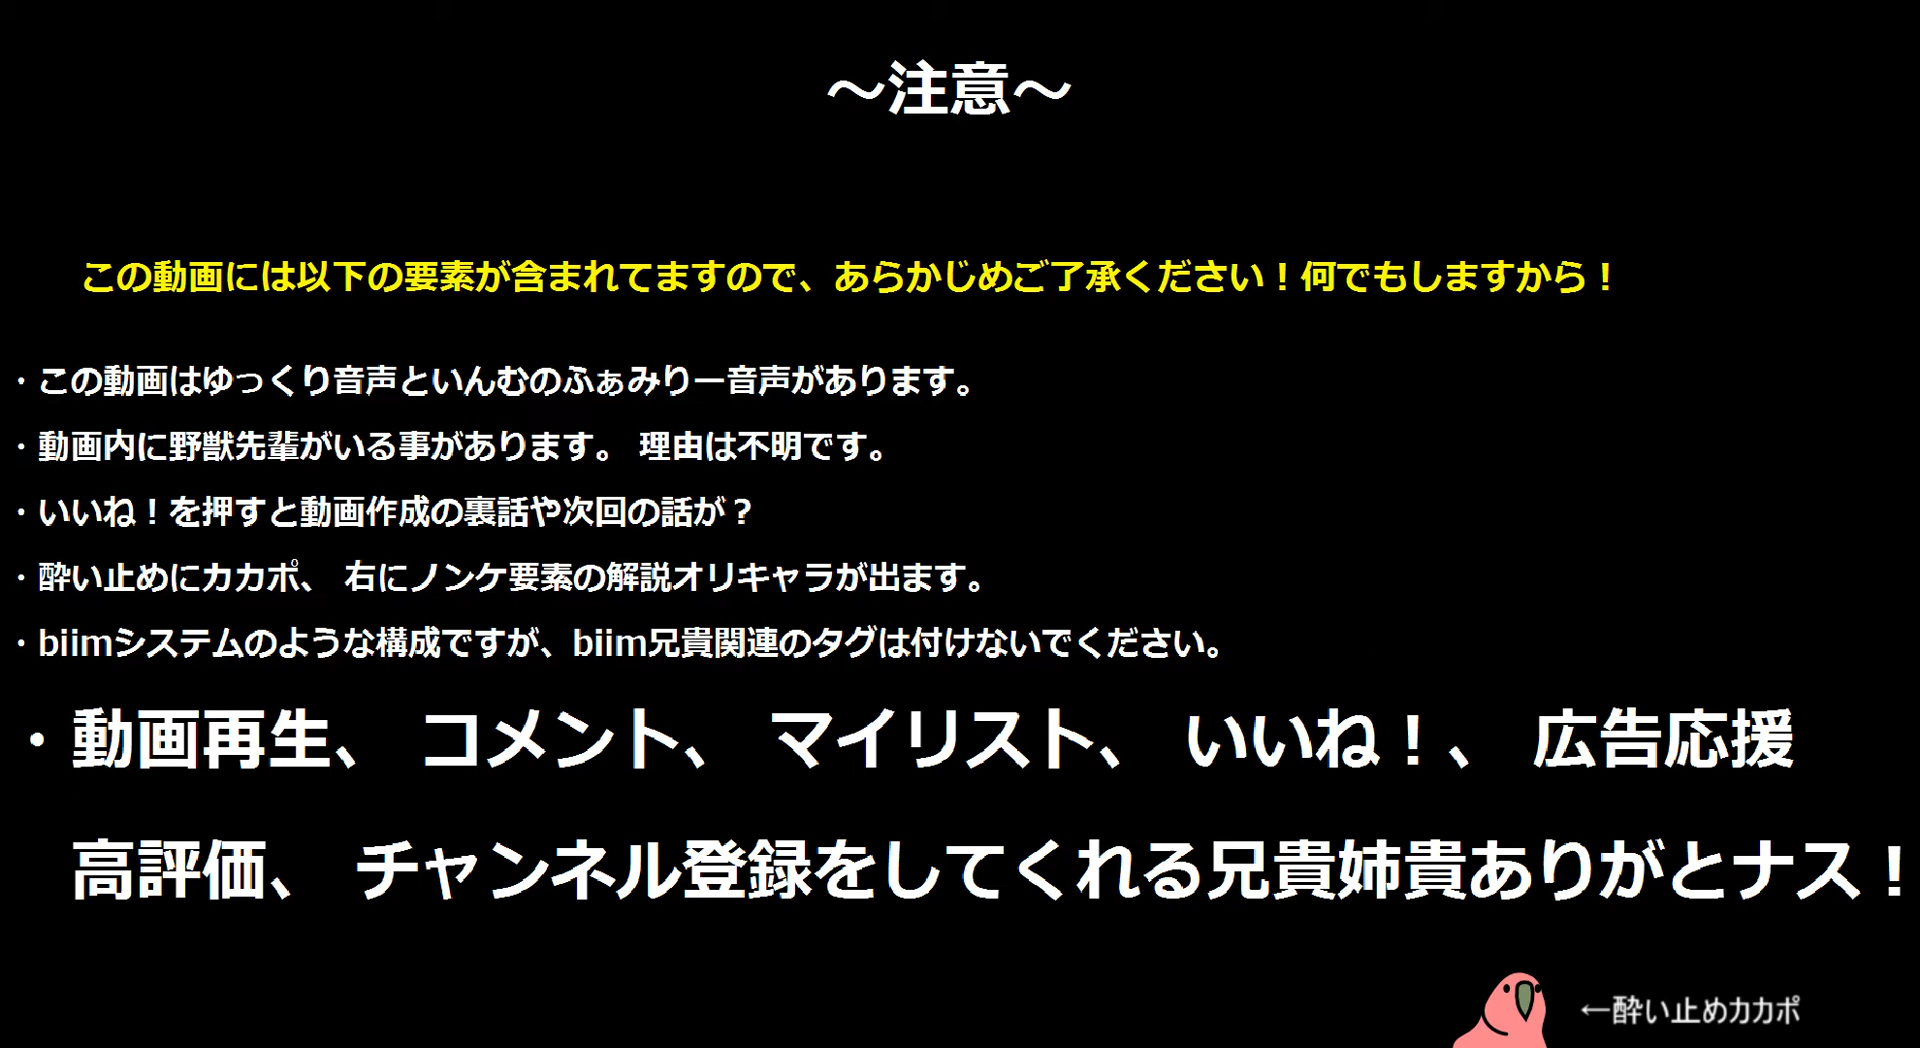 ～注意～
この動画には以下の要素が含まれてますので、あらかじめご了承ください！何でもしますから！
・この動画はゆっくり音声といんむのふぁみりー音声があります。
・動画内に野獣先輩がいる事があります。 理由は不明です。
・いいね！を押すと動画作成の裏話や次回の話が？
・酔い止めにカカポ、 右にノンケ要素の解説オリキャラが出ます。
・biimシステムのような構成ですが、biim兄貴関連のタグは付けないでください。
・動画再生、 コメント、 マイリスト、 いいね！、 広告応援
高評価、 チャンネル登録をしてくれる兄貴姉貴ありがとナス！
←酔い止めカカポ